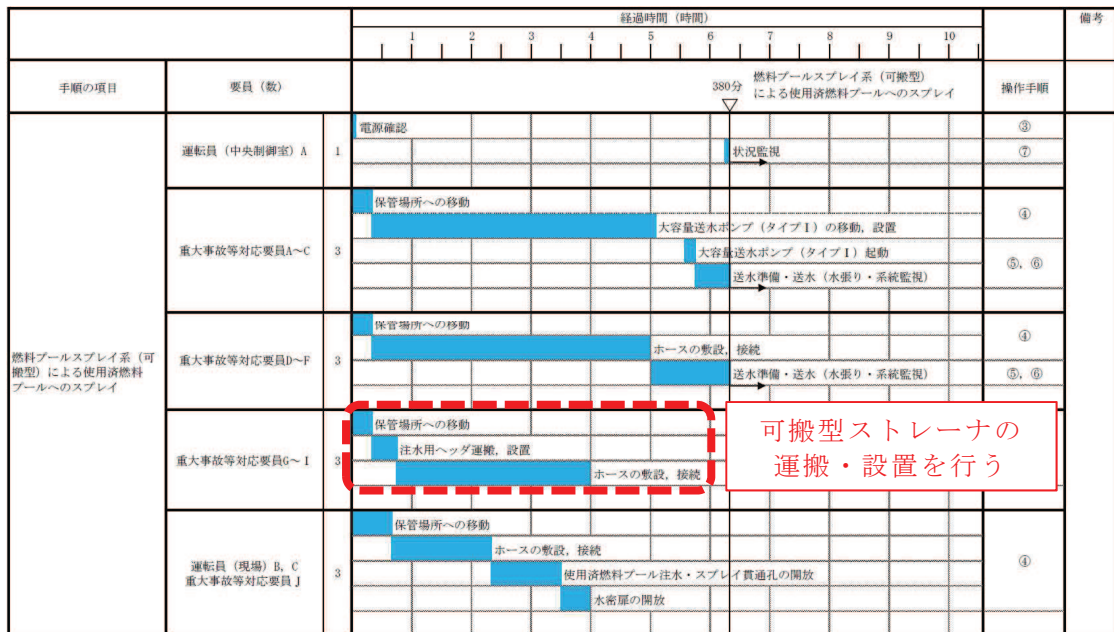 経過時間（時間）
備考
1 2 3 4 5 6 7 8 9 10
手順の項目
要員（数）
380分
燃料プールスプレイ系（可搬型）
による使用済燃料プールへのスプレイ
操作手順
燃料プールスプレイ系（可
搬型）による使用済燃料
プールへのスプレイ
運転員（中央制御室）A
1
電源確認
③
状況監視
⑦
重大事故等対応要員A～C
3
保管場所への移動
大容量送水ポンプ（タイプⅠ）の移動，設置
④
大容量送水ポンプ（タイプⅠ）起動
送水準備・送水（水張り・系統監視）
⑤，⑥
重大事故等対応要員D～F
3
保管場所への移動
ホースの敷設，接続
④
送水準備・送水（水張り・系統監視）
⑤，⑥
重大事故等対応要員G～I
3
保管場所への移動
注水用ヘッダ運搬，設置
ホースの敷設，接続
可搬型ストレーナの
運搬・設置を行う
運転員（現場）B，C
重大事故等対応要員J
3
保管場所への移動
ホースの敷設，接続
使用済燃料プール注水・スプレイ貫通孔の開放
水密扉の開放
④